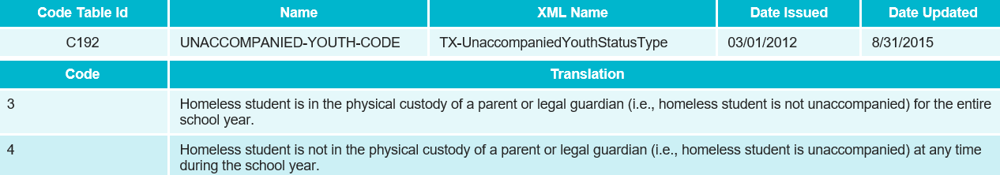 Code Table Id Name XML Name Date Issued Date Updated
C192 UNACCOMPANIED-YOUTH-CODE TX-UnaccompaniedYouthStatusType 03/01/2012 8/31/2015
Code Translation
3 Homeless student is in the physical custody of a parent or legal guardian (i.e., homeless student is not unaccompanied) for the entire
school year.
4 Homeless student is not in the physical custody of a parent or legal guardian (i.e., homeless student is unaccompanied) at any time
during the school year.